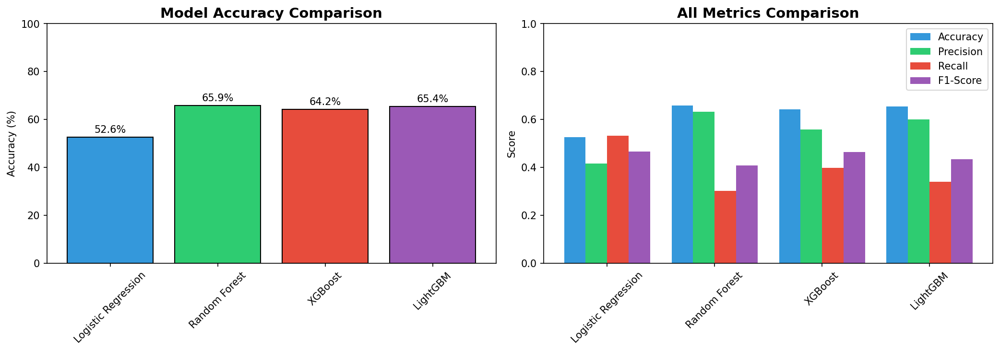 Model Accuracy Comparison
Accuracy (%)
100
80
60
40
20
0
52.6%
65.9%
64.2%
65.4%
Logistic Regression
Random Forest
XGBoost
LightGBM
All Metrics Comparison
Score
1.0
0.8
0.6
0.4
0.2
0.0
Accuracy
Precision
Recall
F1-Score
Logistic Regression
Random Forest
XGBoost
LightGBM